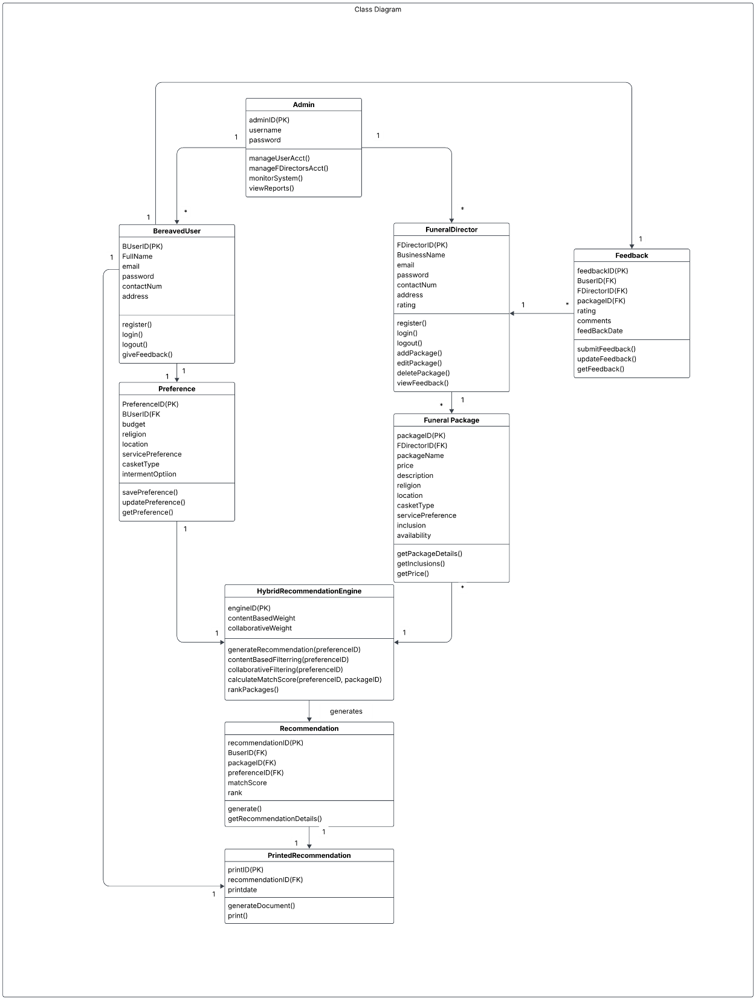 Class Diagram
Admin
adminID(PK)
username
password
manageUserAcct()
manageFDirectorsAcct()
monitorSystem()
viewReports()
1
1
*
*
1
1
BereavedUser
BUserID(PK)
FullName
email
password
contactNum
address
register()
login()
logout()
giveFeedback()
1
FuneralDirector
FDirectorID(PK)
BusinessName
email
password
contactNum
address
rating
register()
login()
logout()
addPackage()
editPackage()
deletePackage()
viewFeedback()
1
*
Feedback
feedbackID(PK)
BuserID(FK)
FDirectorID(FK)
packageID(FK)
rating
comments
feedBackDate
submitFeedback()
updateFeedback()
getFeedback()
1
1
Preference
PreferenceID(PK)
BUserID(FK
budget
religion
location
servicePreference
casketType
intermentOptiion
savePreference()
updatePreference()
getPreference()
1
1
*
Funeral Package
packageID(PK)
FDirectorID(FK)
packageName
price
description
religion
location
casketType
servicePreference
inclusion
availability
getPackageDetails()
getInclusions()
getPrice()
*
1
1
HybridRecommendationEngine
engineID(PK)
contentBasedWeight
collaborativeWeight
generateRecommendation(preferenceID)
contentBasedFilterring(preferenceID)
collaborativeFiltering(preferenceID)
calculateMatchScore(preferenceID, packageID)
rankPackages()
generates
Recommendation
recommendationID(PK)
BuserID(FK)
packageID(FK)
preferenceID(FK)
matchScore
rank
generate()
getRecommendationDetails()
1
1
PrintedRecommendation
printID(PK)
recommendationID(FK)
printdate
generateDocument()
print()
1